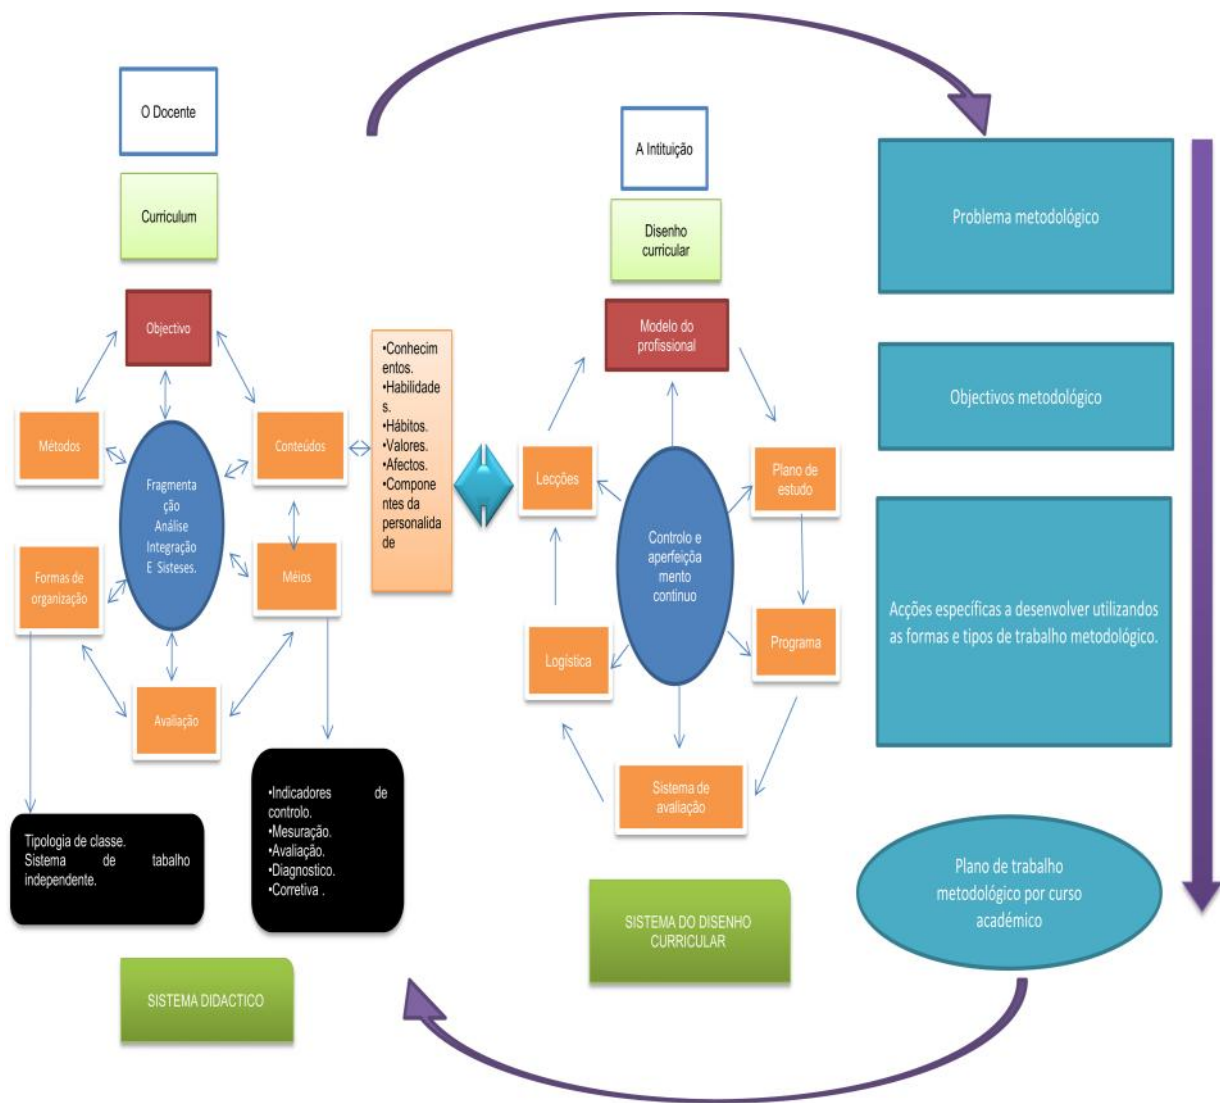 O Docente
Curriculum
Objectivo
Métodos
Conteúdos
Fragmenta
ção
Análise
Integração
E Sisteses.
Formas de
organização
Méios
Avaliação
Tipologia de classe.
Sistema de tabalho
independente.
•Indicadores de
controlo.
•Mesuração.
•Avaliação.
•Diagnostico.
•Corretiva .
SISTEMA DIDACTICO
•Conhecim
entos.
•Habilidade
s.
•Hábitos.
•Valores.
•Afectos.
•Compone
ntes da
personalida
de
A Intituição
Disenho
curricular
Modelo do
profissional
Lecções
Plano de
estudo
Controlo e
aperfeiçõa
mento
continuo
Logística
Programa
Sistema de
avaliação
SISTEMA DO DISENHO
CURRICULAR
Problema metodológico
Objectivos metodológico
Acções específicas a desenvolver utilizandos
as formas e tipos de trabalho metodológico.
Plano de trabalho
metodológico por curso
académico